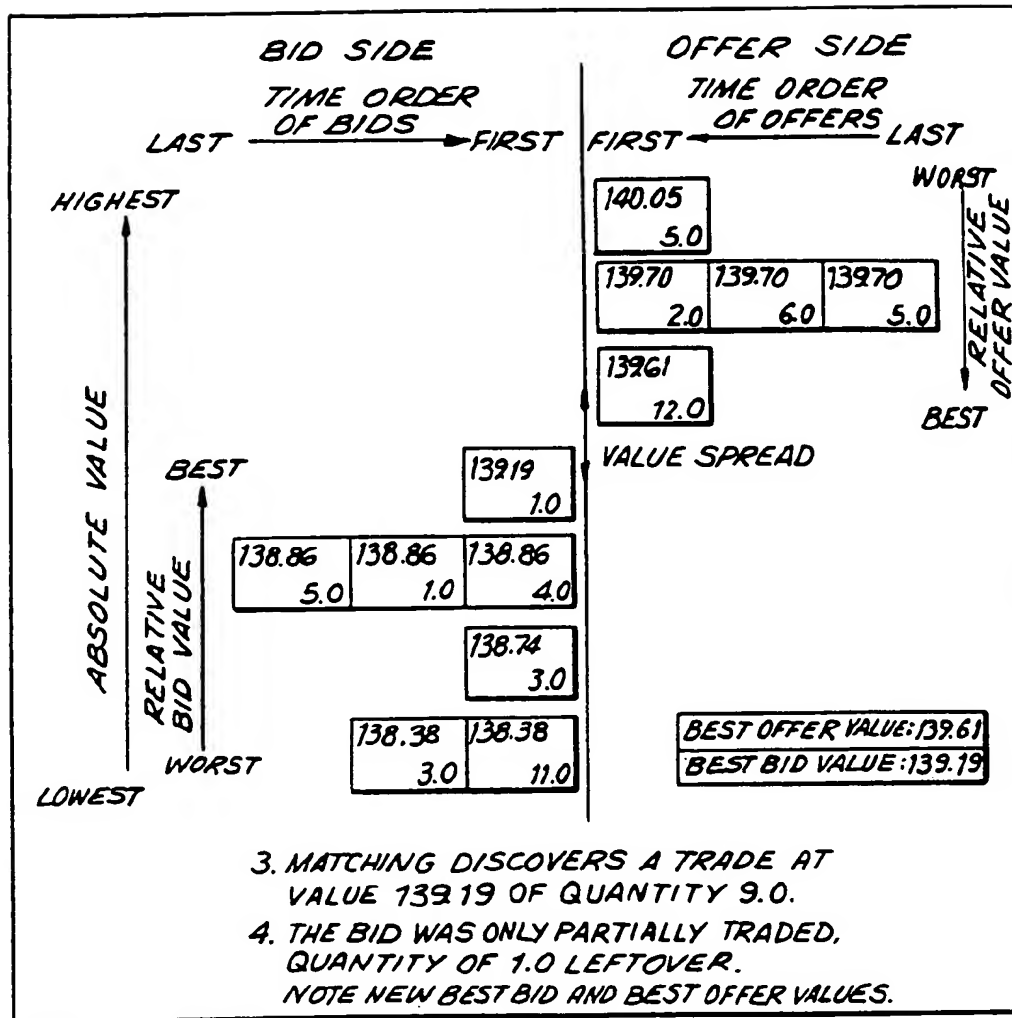 BID SIDE
OFFER SIDE
TIME ORDER
OF BIDS
LAST
FIRST
TIME ORDER
OF OFFERS
FIRST
LAST
HIGHEST
ABSOLUTE VALUE
LOWEST
BEST
RELATIVE
BID VALUE
WORST
WORST
RELATIVE
OFFER VALUE
BEST
140.05
5.0
139.70 139.70 139.70
2.0 6.0 5.0
139.61
12.0
VALUE SPREAD
139.19
1.0
138.86 138.86 138.86
5.0 1.0 4.0
138.74
3.0
138.38 138.38
3.0 11.0
BEST OFFER VALUE:139.61
BEST BID VALUE:139.19
3. MATCHING DISCOVERS A TRADE AT
VALUE 139.19 OF QUANTITY 9.0.
4. THE BID WAS ONLY PARTIALLY TRADED,
QUANTITY OF 1.0 LEFTOVER.
NOTE NEW BEST BID AND BEST OFFER VALUES.